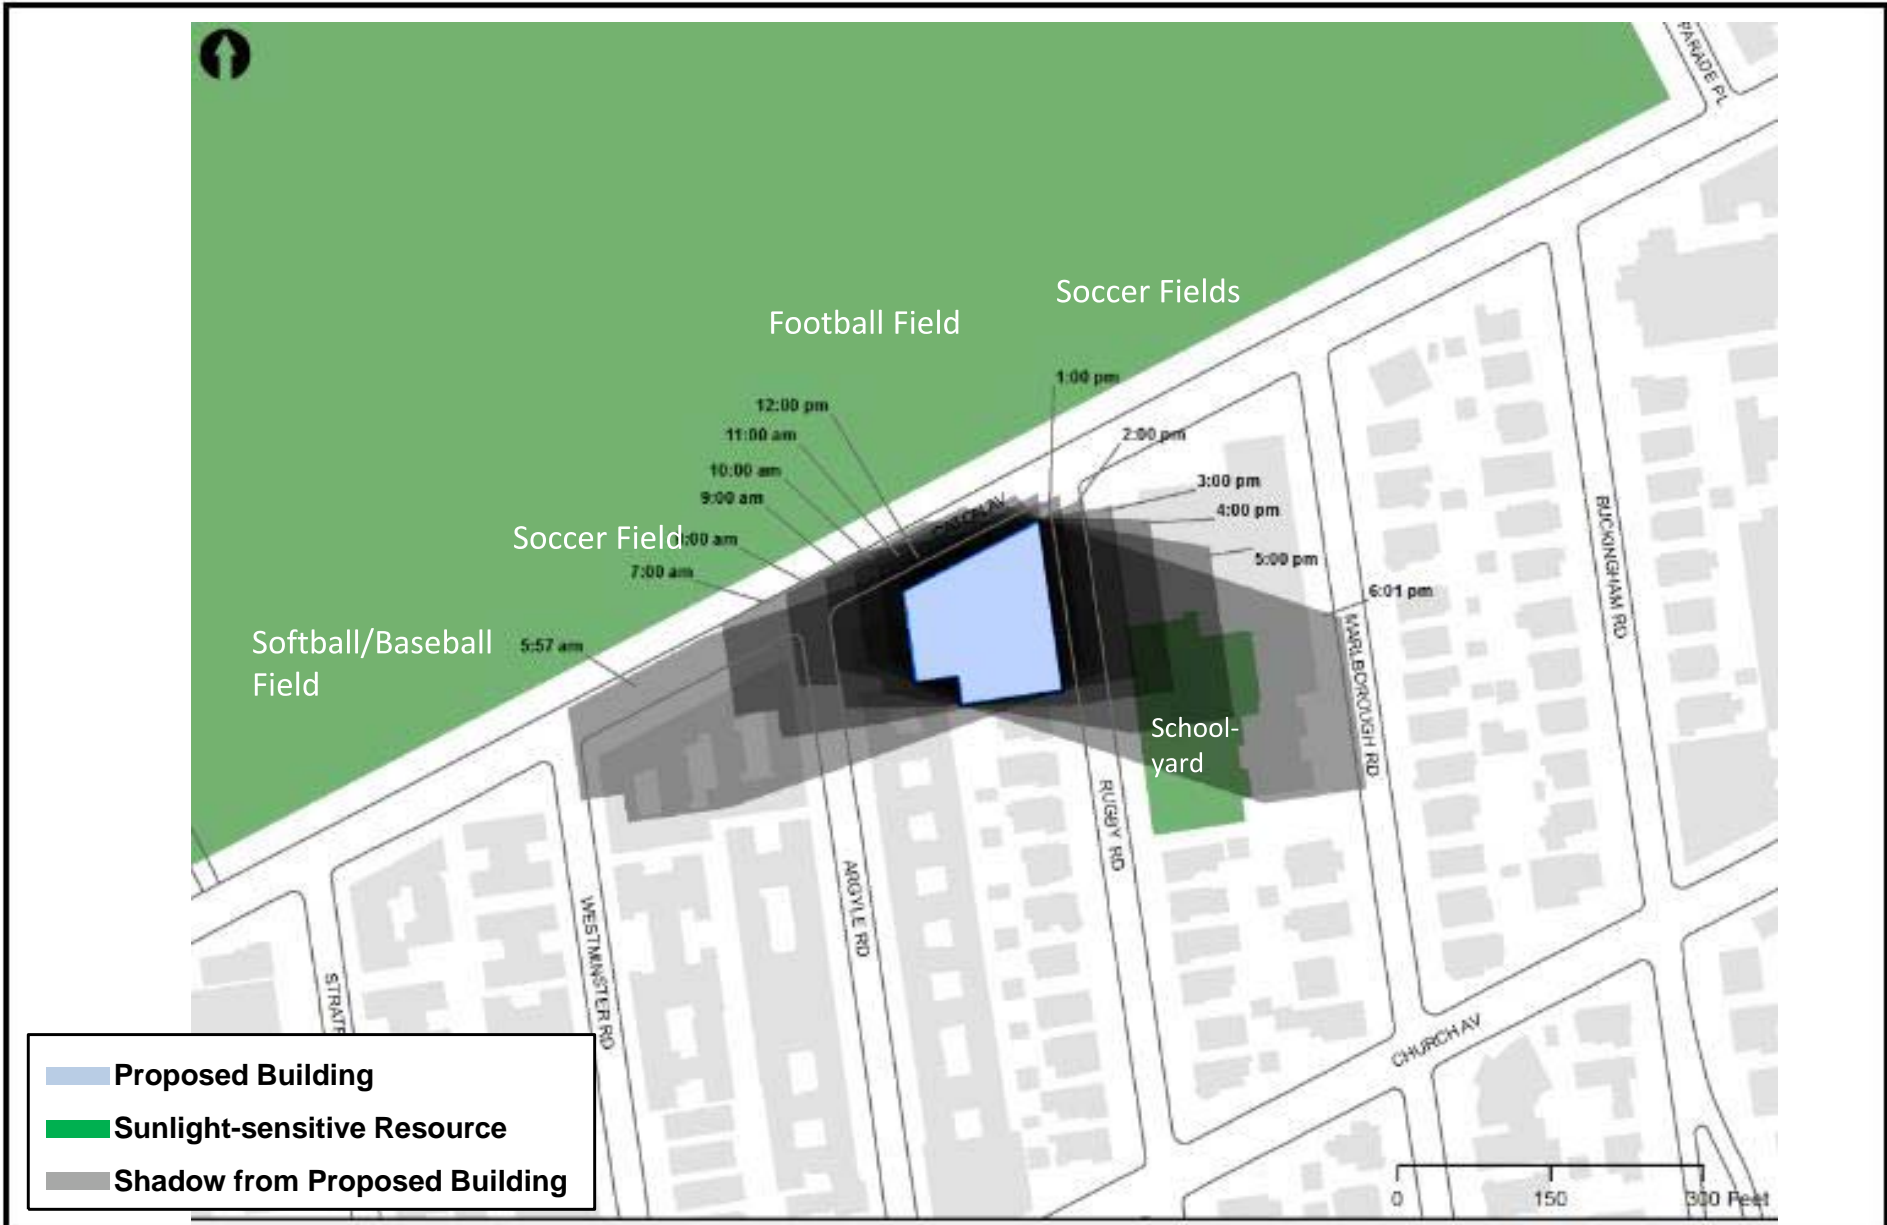 PARADE PL
Soccer Fields
Football Field
1:00 pm
12:00 pm
11:00 am
2:00 pm
10:00 am
3:00 pm
9:00 am
4:00 pm
Soccer Field
:00 am
5:00 pm
7:00 am
6:01 pm
BUCKINGHAM RD
Softball/Baseball
Field
5:57 am
MARLBOROUGH RD
School-
yard
RUGBY RD
ARGYLE RD
WESTMINSTER RD
CHURCH AV
Proposed Building
Sunlight-sensitive Resource
Shadow from Proposed Building
0 150 300 Feet